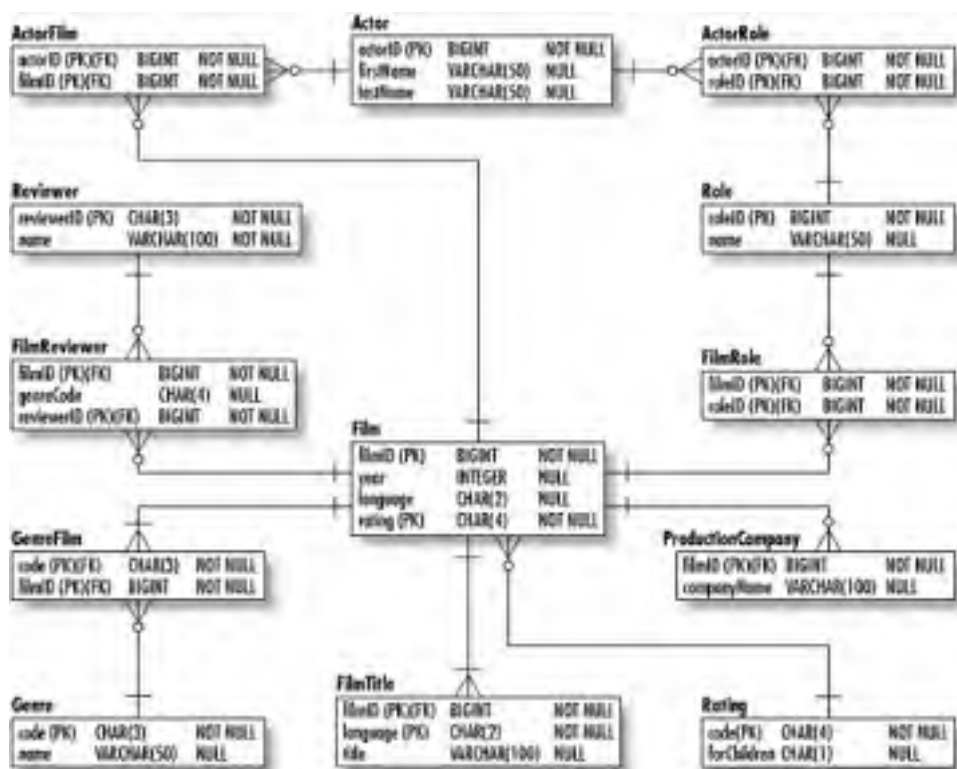 ActorFilm
actorID (PK)(FK) BIGINT NOT NULL
filmID (PK)(FK) BIGINT NOT NULL
Actor
actorID (PK) BIGINT NOT NULL
firstName VARCHAR(50) NULL
lastName VARCHAR(50) NULL
ActorRole
actorID (PK)(FK) BIGINT NOT NULL
roleID (PK)(FK) BIGINT NOT NULL
Reviewer
reviewerID (PK) CHAR(3) NOT NULL
name VARCHAR(100) NOT NULL
Role
roleID (PK) BIGINT NOT NULL
name VARCHAR(50) NULL
FilmReviewer
filmID (PK)(FK) BIGINT NOT NULL
genreCode CHAR(4) NULL
reviewerID (PK)(FK) BIGINT NOT NULL
FilmRole
filmID (PK)(FK) BIGINT NOT NULL
roleID (PK)(FK) BIGINT NOT NULL
Film
filmID (PK) BIGINT NOT NULL
year INTEGER NULL
language CHAR(2) NULL
rating (PK) CHAR(4) NOT NULL
GenreFilm
code (PK)(FK) CHAR(3) NOT NULL
filmID (PK)(FK) BIGINT NOT NULL
ProductionCompany
filmID (PK)(FK) BIGINT NOT NULL
companyName VARCHAR(100) NULL
Genre
code (PK) CHAR(3) NOT NULL
name VARCHAR(50) NULL
FilmTitle
filmID (PK)(FK) BIGINT NOT NULL
language (PK) CHAR(2) NOT NULL
title VARCHAR(100) NULL
Rating
code(PK) CHAR(4) NOT NULL
forChildren CHAR(1) NULL